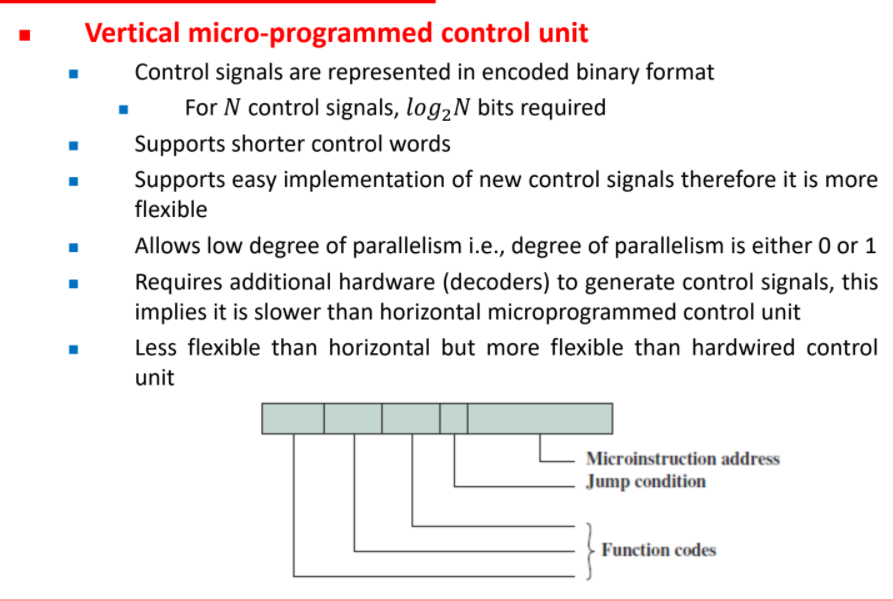 Vertical micro-programmed control unit
Control signals are represented in encoded binary format
For N control signals, log₂N bits required
Supports shorter control words
Supports easy implementation of new control signals therefore it is more
flexible
Allows low degree of parallelism i.e., degree of parallelism is either 0 or 1
Requires additional hardware (decoders) to generate control signals, this
implies it is slower than horizontal microprogrammed control unit
Less flexible than horizontal but more flexible than hardwired control
unit
Microinstruction address
Jump condition
Function codes